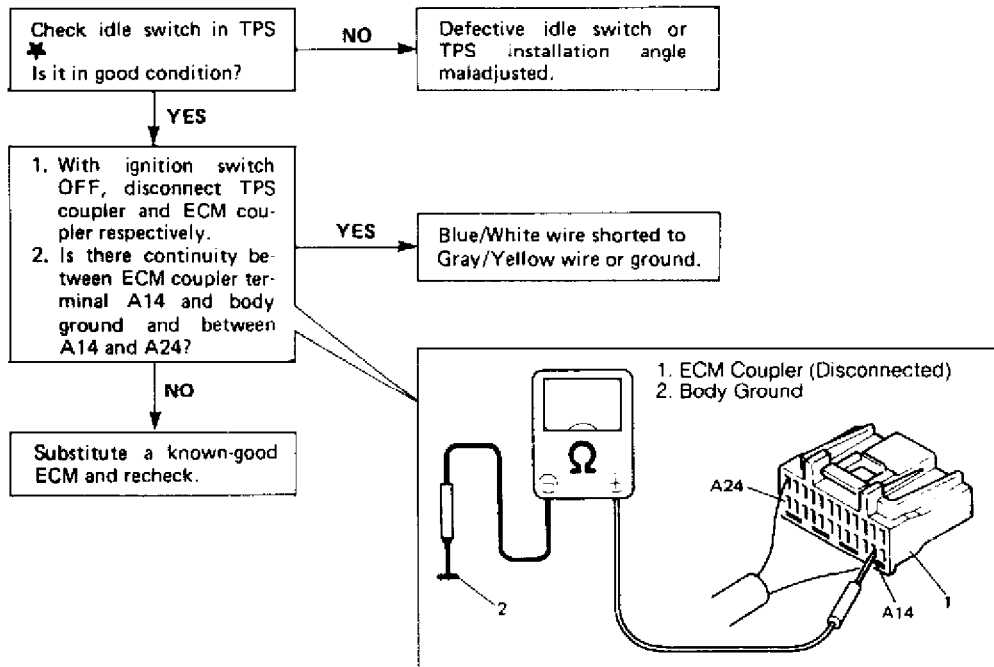 Check idle switch in TPS
★
Is it in good condition?
NO
Defective idle switch or
TPS installation angle
maladjusted.
YES
1. With ignition switch
OFF, disconnect TPS
coupler and ECM cou-
pler respectively.
2. Is there continuity be-
tween ECM coupler ter-
minal A14 and body
ground and between
A14 and A24?
YES
Blue/White wire shorted to
Gray/Yellow wire or ground.
NO
Substitute a known-good
ECM and recheck.
1. ECM Coupler (Disconnected)
2. Body Ground
Ω
⊖
+
A24
2
A14
1